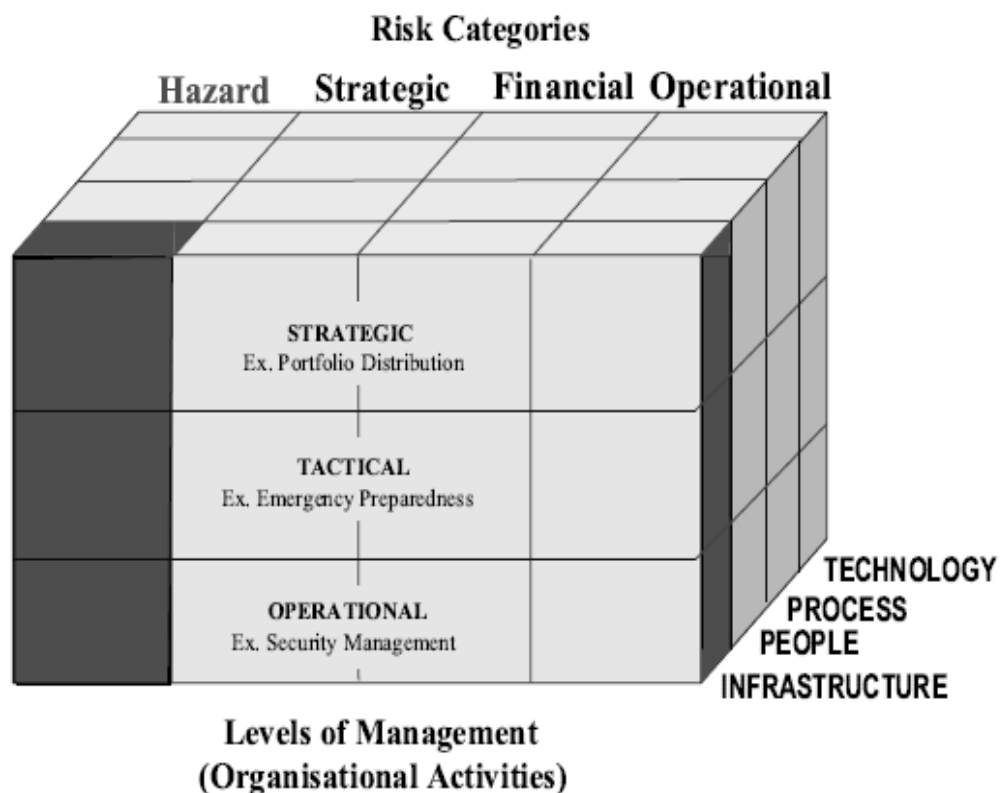 Risk Categories
Hazard Strategic Financial Operational
STRATEGIC
Ex. Portfolio Distribution
TACTICAL
Ex. Emergency Preparedness
OPERATIONAL
Ex. Security Management
TECHNOLOGY
PROCESS
PEOPLE
INFRASTRUCTURE
Levels of Management
(Organisational Activities)